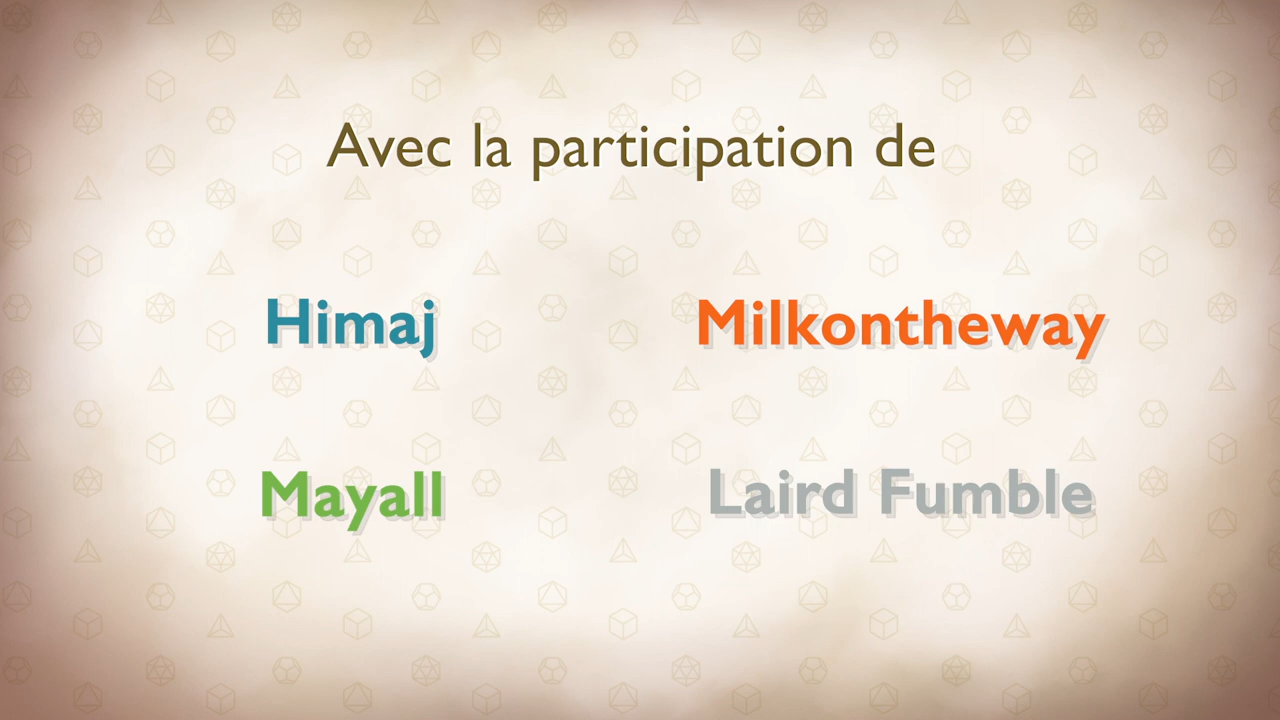 Avec la participation de
Himaj
Milkontheway
Mayall
Laird Fumble